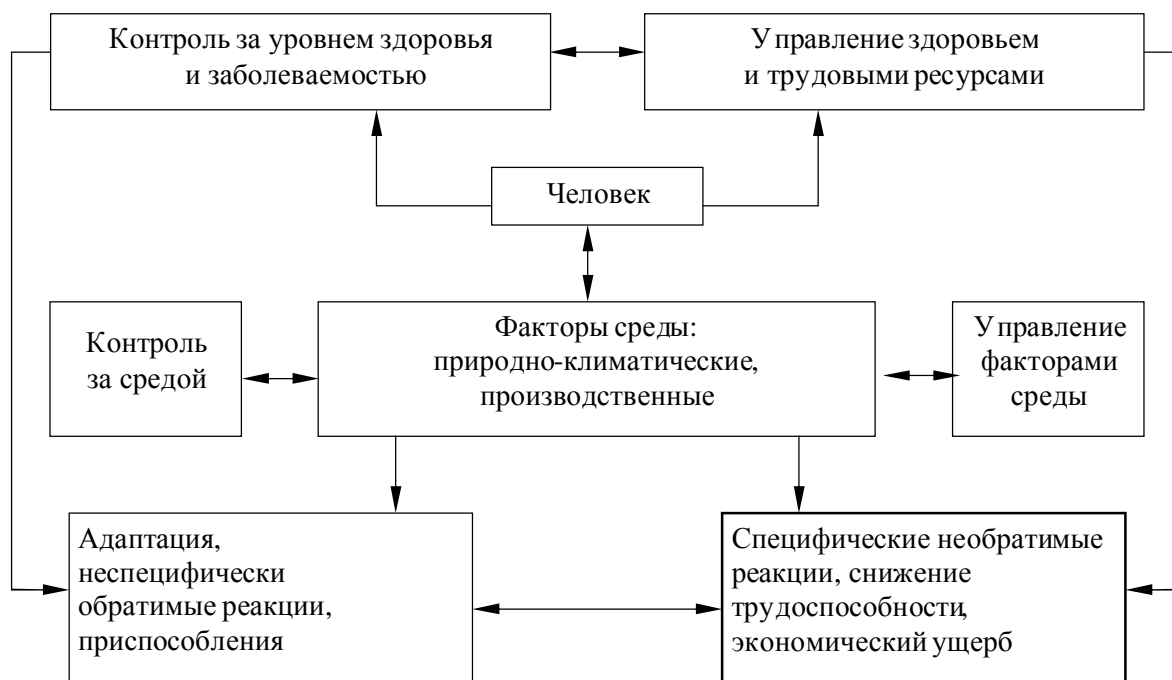 Контроль за уровнем здоровья
и заболеваемостью
Управление здоровьем
и трудовыми ресурсами
Человек
Контроль
за средой
Факторы среды:
природно-климатические,
производственные
Управление
факторами
среды
Адаптация,
неспецифически
обратимые реакции,
приспособления
Специфические необратимые
реакции, снижение
трудоспособности,
экономический ущерб